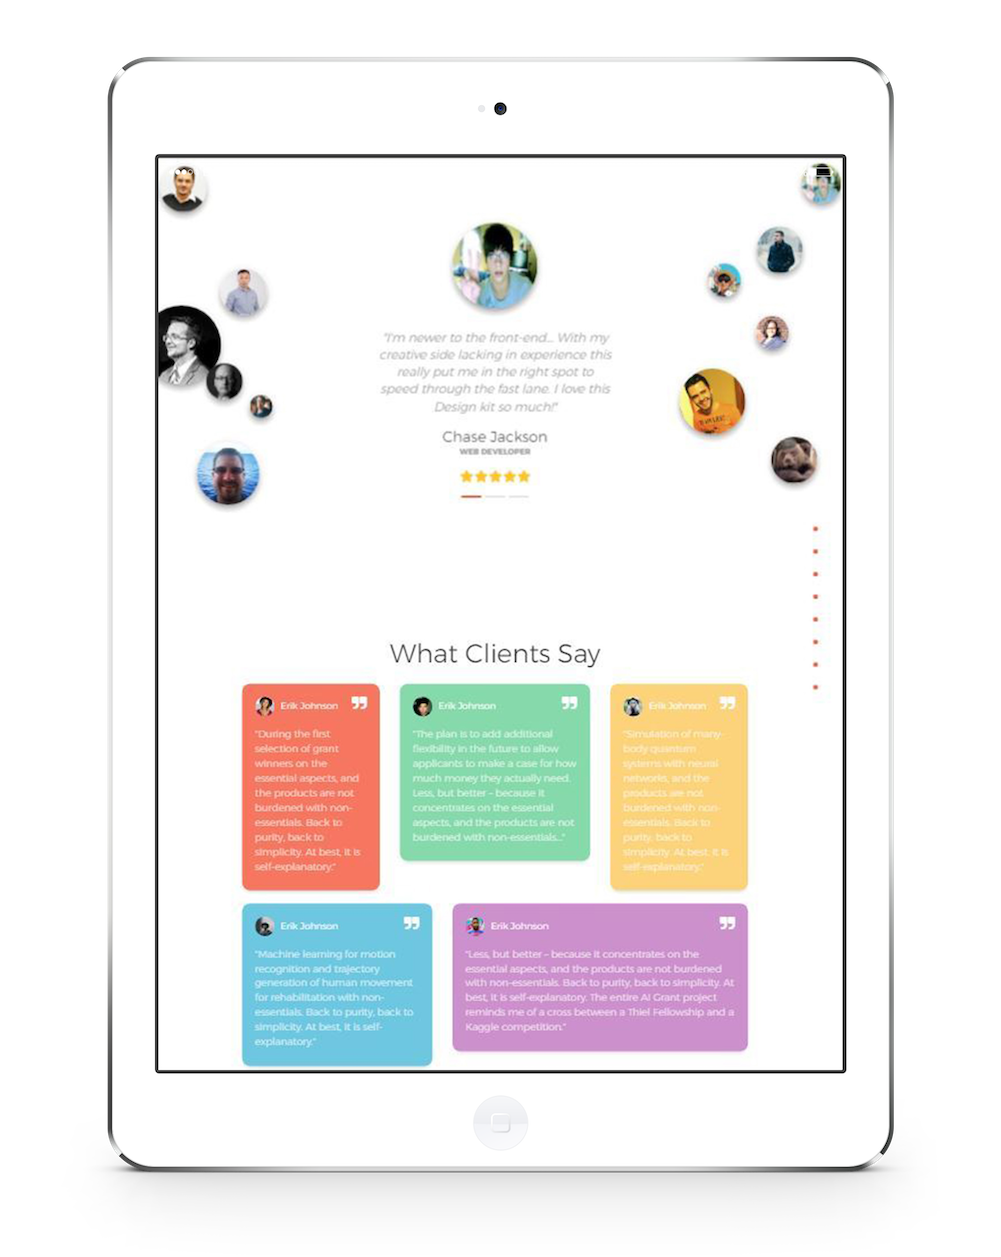 "I'm newer to the front-end... With my
creative side lacking in experience this
really put me in the right spot to
speed through the fast lane. I love this
Design kit so much!"
Chase Jackson
WEB DEVELOPER
What Clients Say
Erik Johnson
"During the first
selection of grant
winners on the
essential aspects, and
the products are not
burdened with non-
essentials. Back to
purity, back to
simplicity. At best, it is
self-explanatory."
Erik Johnson
"The plan is to add additional
flexibility in the future to allow
applicants to make a case for how
much money they actually need.
Less, but better – because it
concentrates on the essential
aspects, and the products are not
burdened with non-essentials..."
Erik Johnson
"Simulation of many-
body quantum
systems with neural
networks, and the
products are not
burdened with non-
essentials. Back to
purity, back to
simplicity. At best, it is
self-explanatory."
Erik Johnson
"Machine learning for motion
recognition and trajectory
generation of human movement
for rehabilitation with non-
essentials. Back to purity, back to
simplicity. At best, it is self-
explanatory."
Erik Johnson
"Less, but better – because it concentrates on the
essential aspects, and the products are not burdened
with non-essentials. Back to purity, back to simplicity. At
best, it is self-explanatory. The entire AI Grant project
reminds me of a cross between a Thiel Fellowship and a
Kaggle competition."